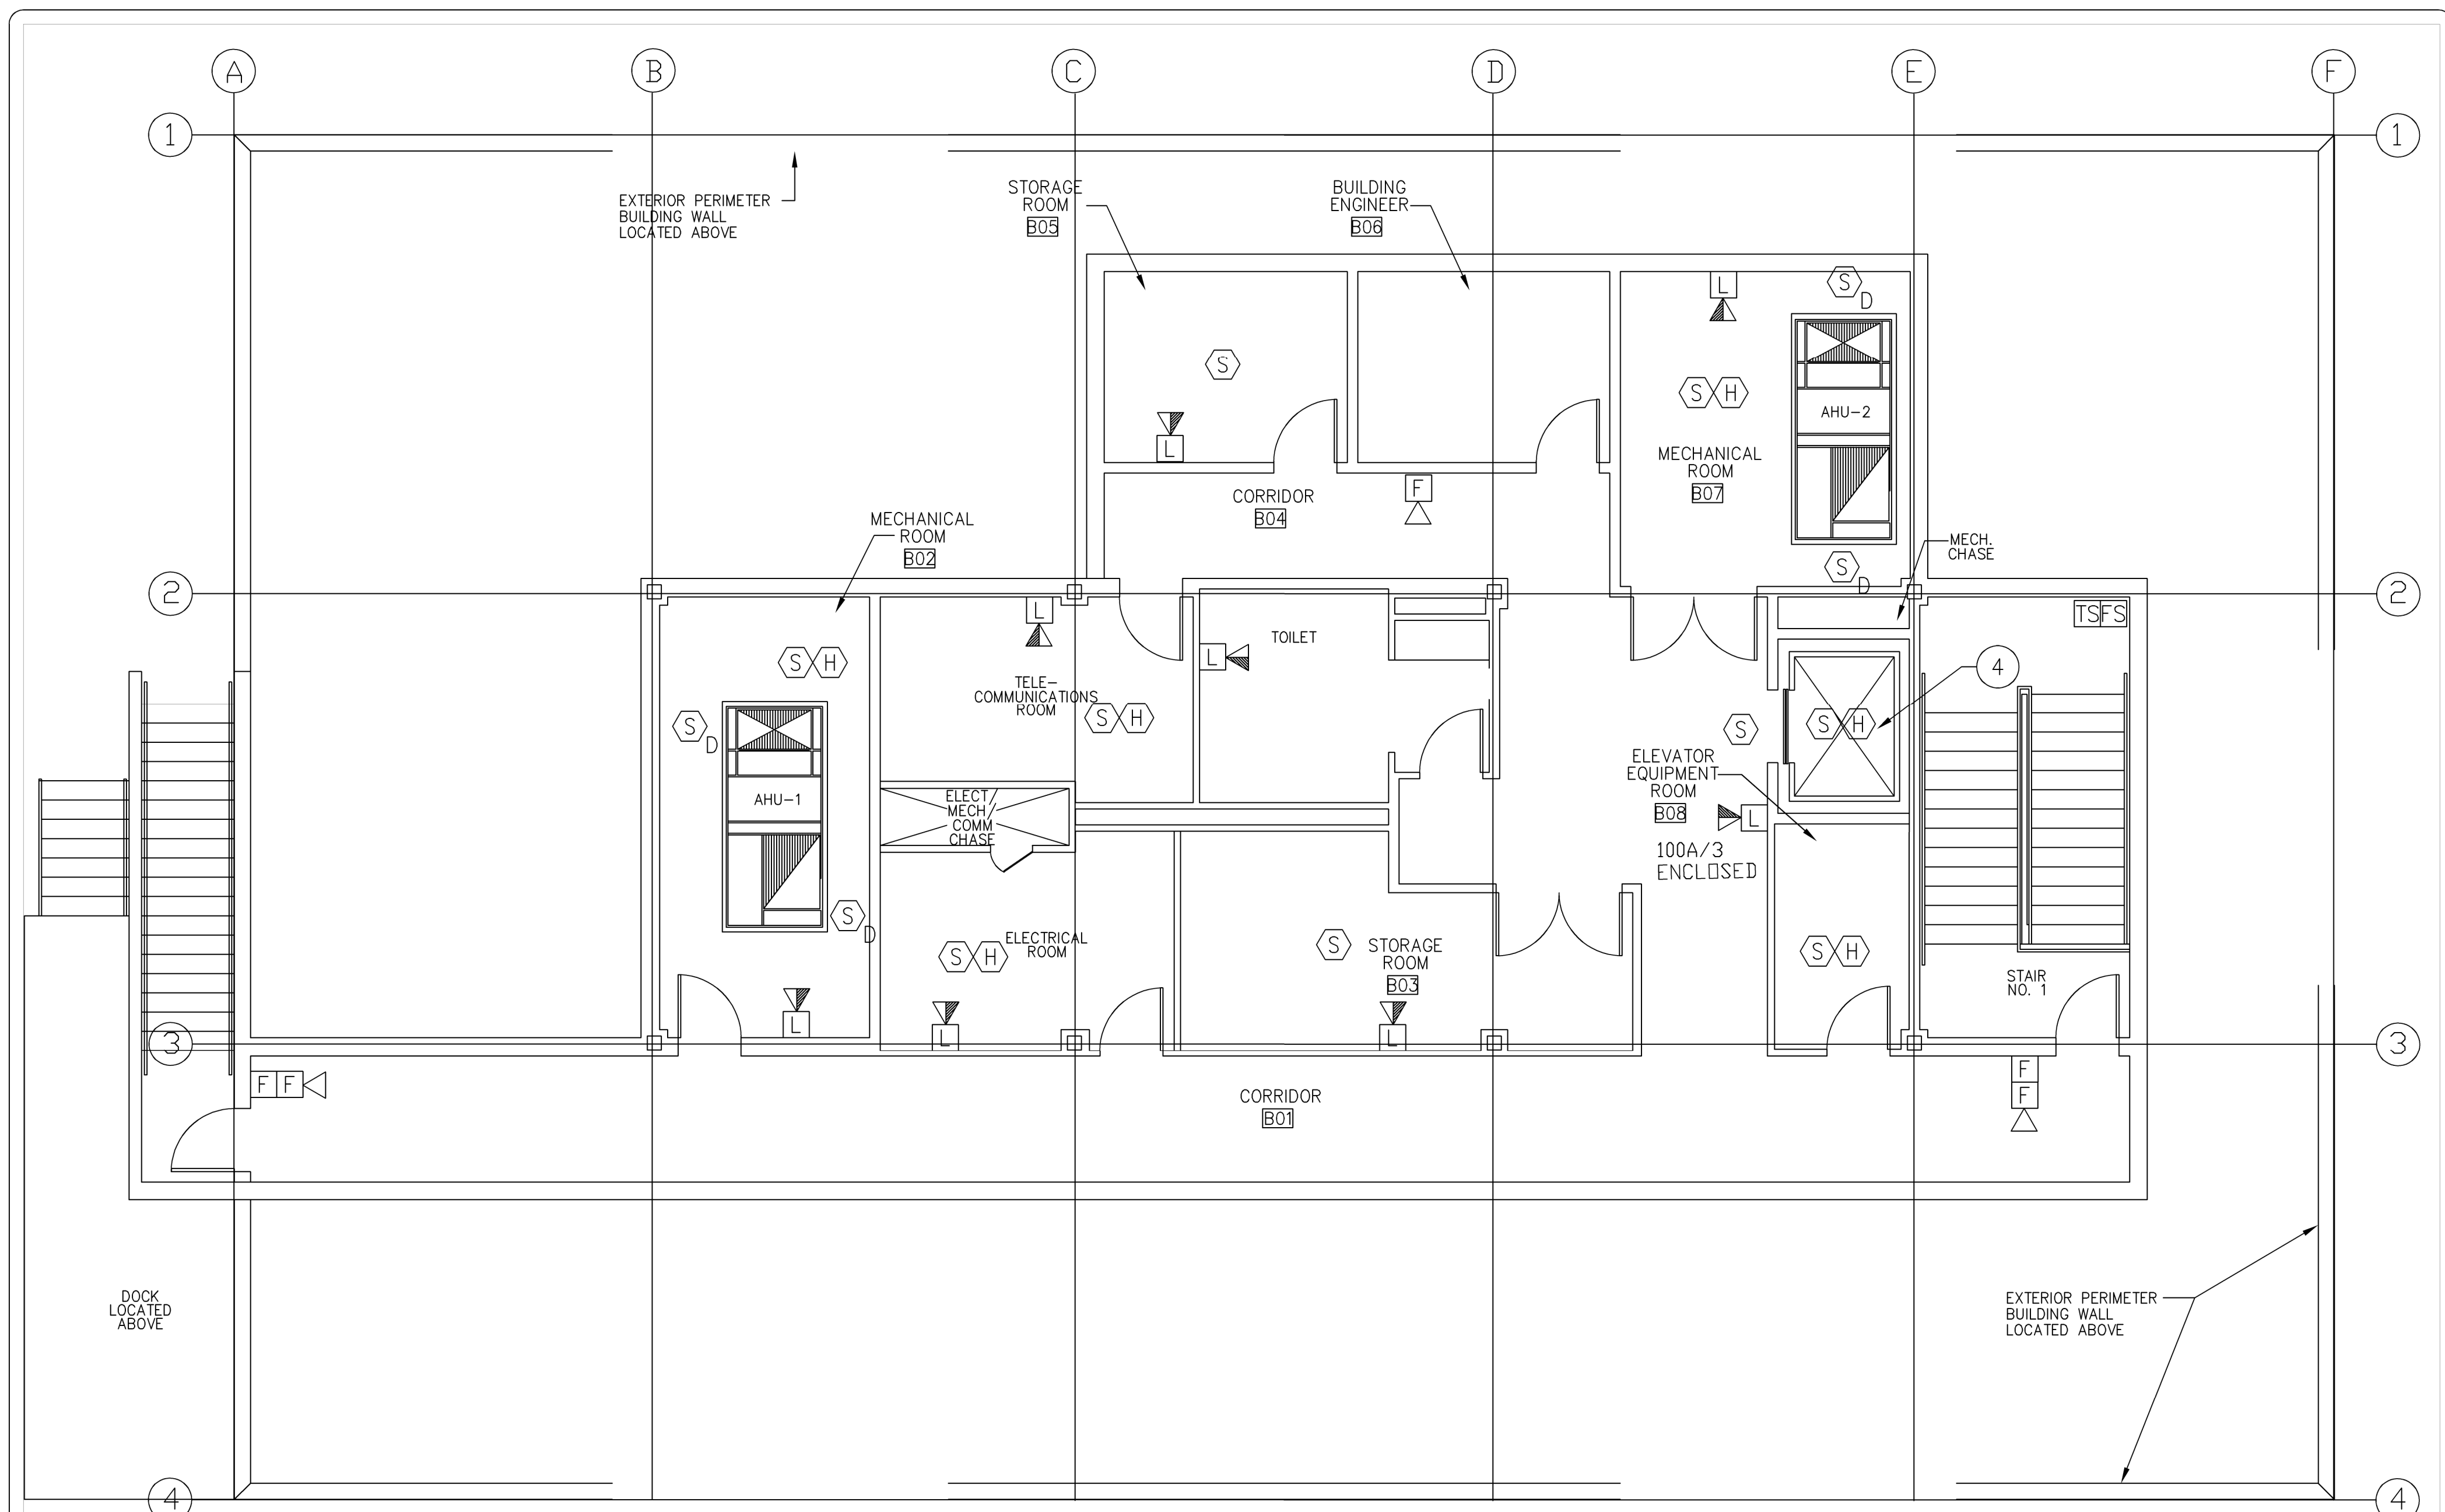 A
B
C
D
E
F
1
1
EXTERIOR PERIMETER
BUILDING WALL
LOCATED ABOVE
STORAGE
ROOM
B05
BUILDING
ENGINEER
B06
L
S
D
S
S H
AHU-2
L
MECHANICAL
ROOM
B07
F
CORRIDOR
B04
MECHANICAL
ROOM
B02
MECH.
CHASE
S
D
2
2
L
TSFS
TOILET
L
S H
4
TELE-
COMMUNICATIONS
ROOM
S H
S
D
S
S H
ELEVATOR
EQUIPMENT
ROOM
B08
L
100A/3
ENCLOSED
AHU-1
ELECT/
MECH/
COMM
CHASE
S
D
S H
ELECTRICAL
ROOM
S
STORAGE
ROOM
B03
S H
STAIR
NO. 1
L
L
L
3
3
F F
F
F
CORRIDOR
B01
DOCK
LOCATED
ABOVE
EXTERIOR PERIMETER
BUILDING WALL
LOCATED ABOVE
4
4